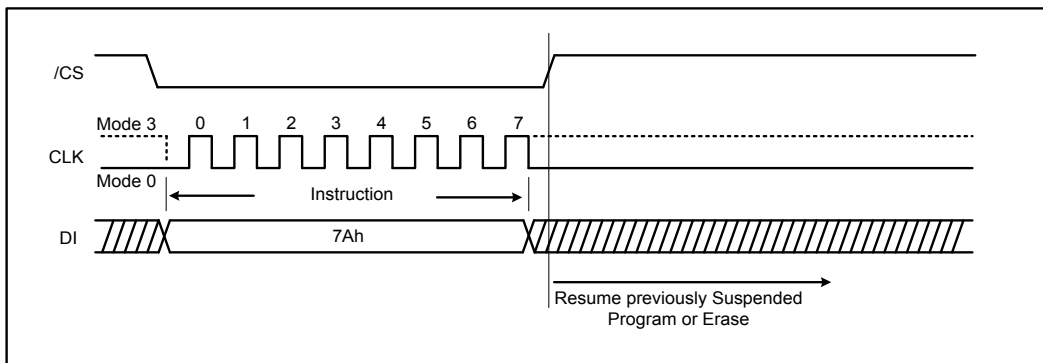 /CS
Mode 3
0 1 2 3 4 5 6 7
CLK
Mode 0
Instruction
DI
7Ah
Resume previously Suspended
Program or Erase